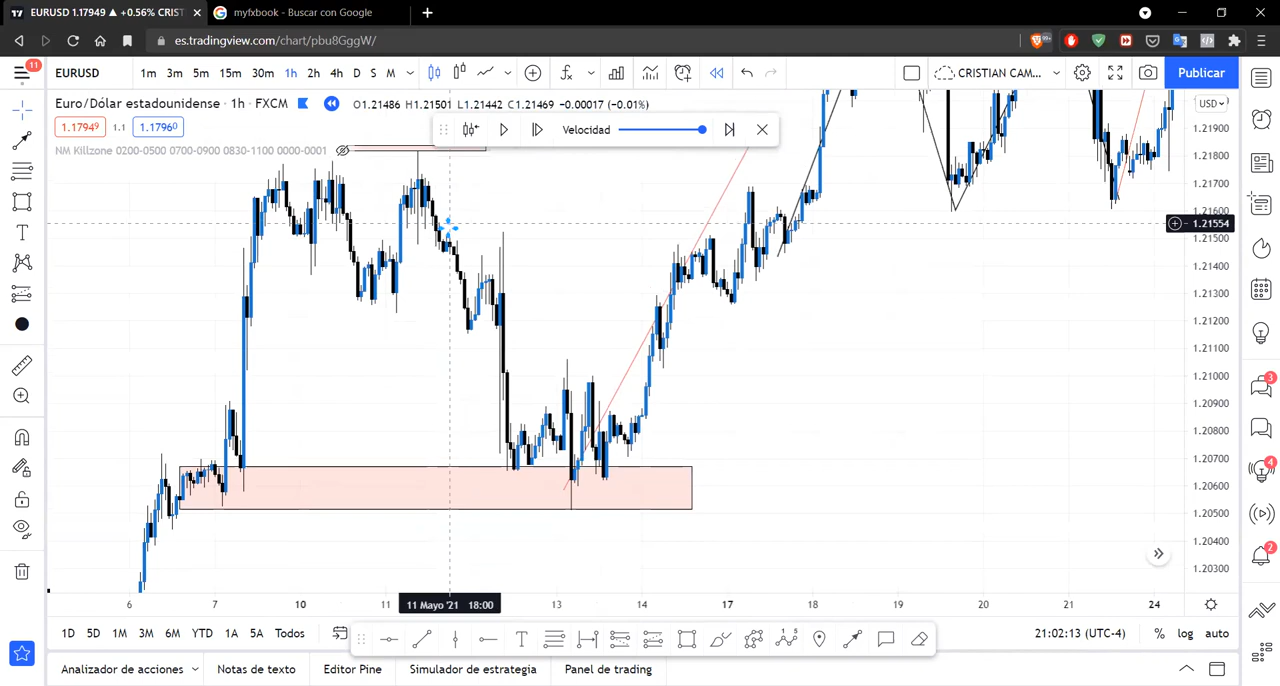 EURUSD 1.17949 ▲ +0.56% CRIST
myfxbook - Buscar con Google
es.tradingview.com/chart/pbu8GggW/
99+
11
EURUSD
1m 3m 5m 15m 30m 1h 2h 4h D S M
CRISTIAN CAM...
Publicar
Euro/Dólar estadounidense · 1h · FXCM
O1.21486 H1.21501 L1.21442 C1.21469 −0.00017 (−0.01%)
USD
1.17949 1.1 1.17960
Velocidad
NM Killzone 0200-0500 0700-0900 0830-1100 0000-0001
1.21900
1.21800
1.21700
1.21600
1.21554
1.21500
1.21400
1.21300
1.21200
1.21100
1.21000
1.20900
1.20800
1.20700
1.20600
1.20500
1.20400
1.20300
3
4
2
6 7 10 11 11 Mayo '21 18:00 13 14 17 18 19 20 21 24
1D 5D 1M 3M 6M YTD 1A 5A Todos
21:02:13 (UTC-4) % log auto
Analizador de acciones Notas de texto Editor Pine Simulador de estrategia Panel de trading